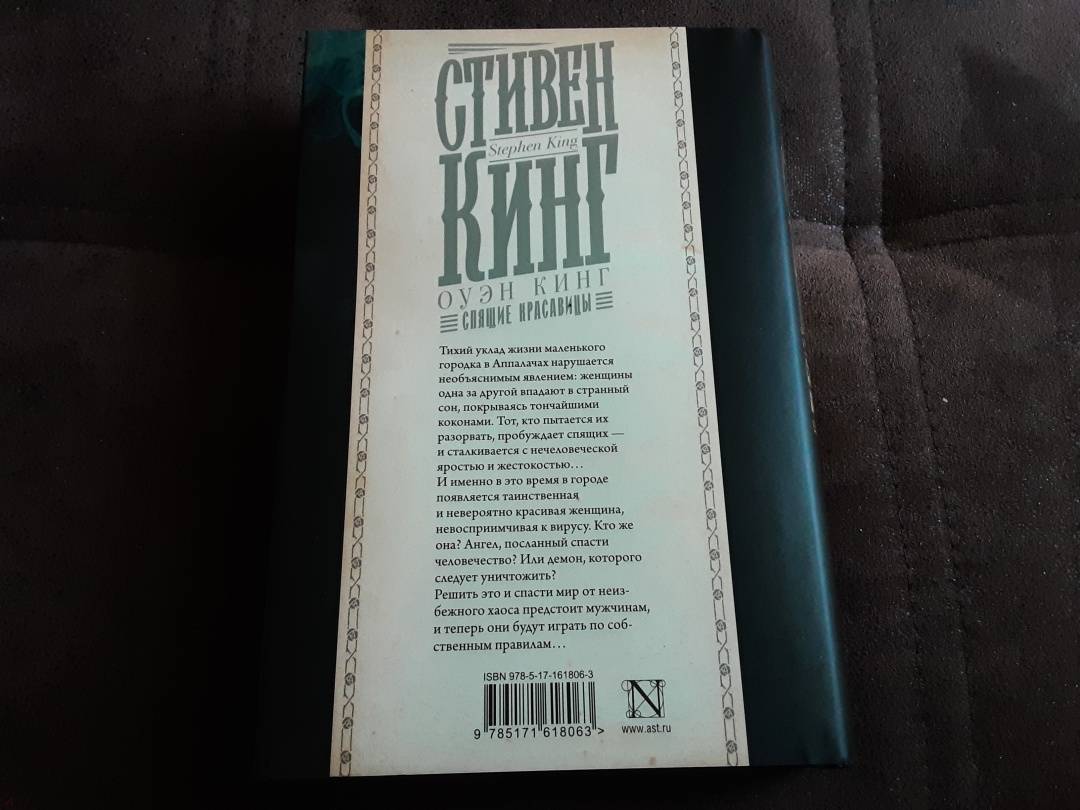 СТИВЕН
Stephen King
КИНГ
ОУЭН КИНГ
СПЯЩИЕ КРАСАВИЦЫ
Тихий уклад жизни маленького
городка в Аппалачах нарушается
необъяснимым явлением: женщины
одна за другой впадают в странный
сон, покрываясь тончайшими
коконами. Тот, кто пытается их
разорвать, пробуждает спящих —
и сталкивается с нечеловеческой
яростью и жестокостью...
И именно в это время в городе
появляется таинственная
и невероятно красивая женщина,
невосприимчивая к вирусу. Кто же
она? Ангел, посланный спасти
человечество? Или демон, которого
следует уничтожить?
Решить это и спасти мир от неиз-
бежного хаоса предстоит мужчинам,
и теперь они будут играть по соб-
ственным правилам...
ISBN 978-5-17-161806-3
9 785171 618063 >
N
www.ast.ru